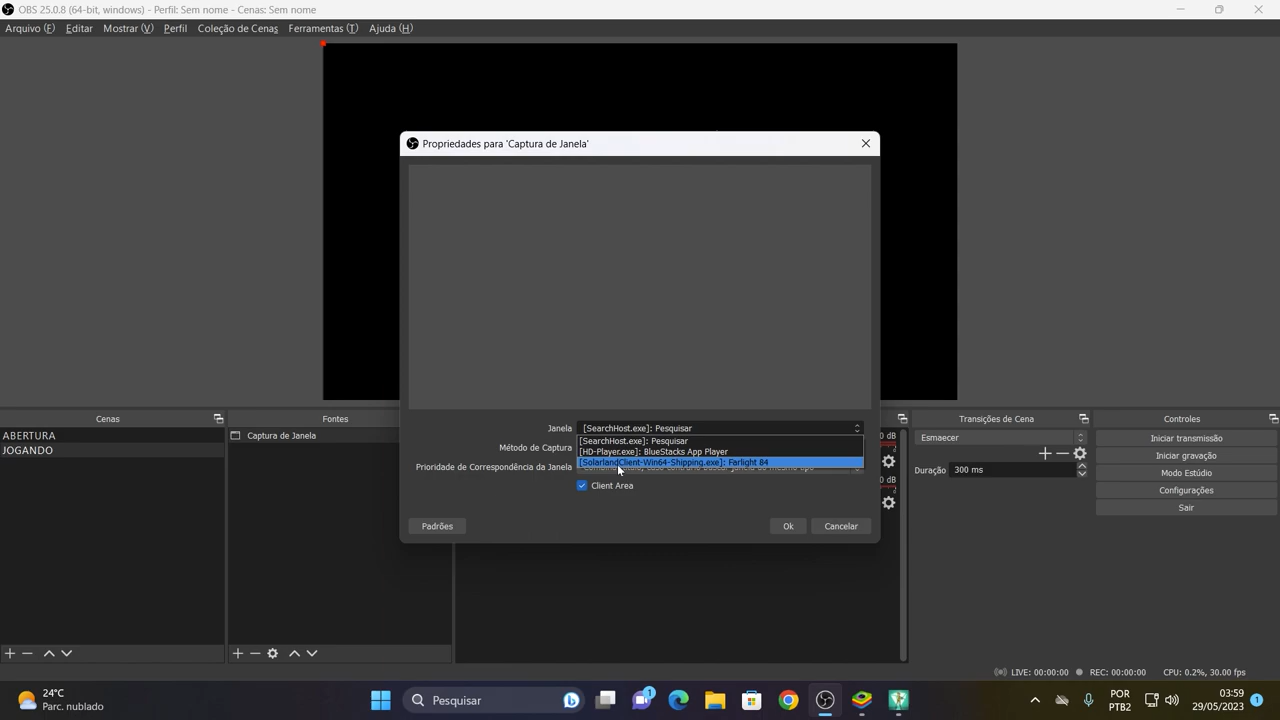 OBS 25.0.8 (64-bit, windows) - Perfil: Sem nome - Cenas: Sem nome
Arquivo (F) Editar Mostrar (V) Perfil Coleção de Cenas Ferramentas (T) Ajuda (H)
Propriedades para 'Captura de Janela'
Janela [SearchHost.exe]: Pesquisar
Método de Captura
[SearchHost.exe]: Pesquisar
[HD-Player.exe]: BlueStacks App Player
[SolarlandClient-Win64-Shipping.exe]: Farlight 84
Prioridade de Correspondência da Janela
Client Area
Padrões Ok Cancelar
Cenas
ABERTURA
JOGANDO
Fontes
Captura de Janela
0 dB
0 dB
Transições de Cena
Esmaecer
Duração 300 ms
Controles
Iniciar transmissão
Iniciar gravação
Modo Estúdio
Configurações
Sair
LIVE: 00:00:00 REC: 00:00:00 CPU: 0.2%, 30.00 fps
24°C
Parc. nublado
Pesquisar
1
POR
PTB2
03:59
29/05/2023
1